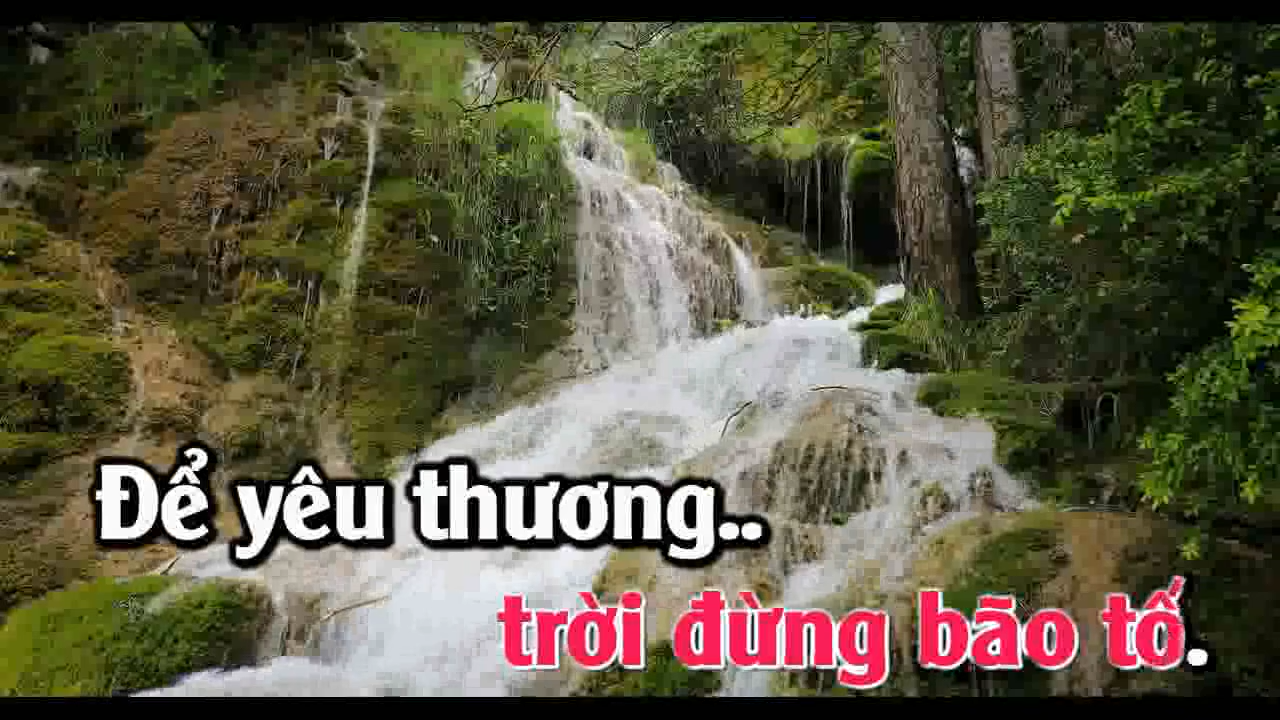 Để yêu thương..
trời đừng bão tố.